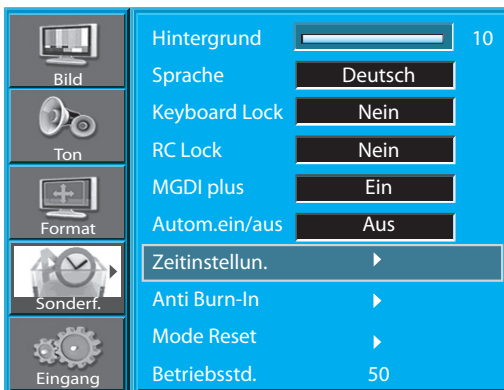 Bild
Ton
Format
Sonderf.
Eingang
Hintergrund 10
Sprache Deutsch
Keyboard Lock Nein
RC Lock Nein
MGDI plus Ein
Autom.ein/aus Aus
Zeitinstellun.
Anti Burn-In
Mode Reset
Betriebsstd. 50